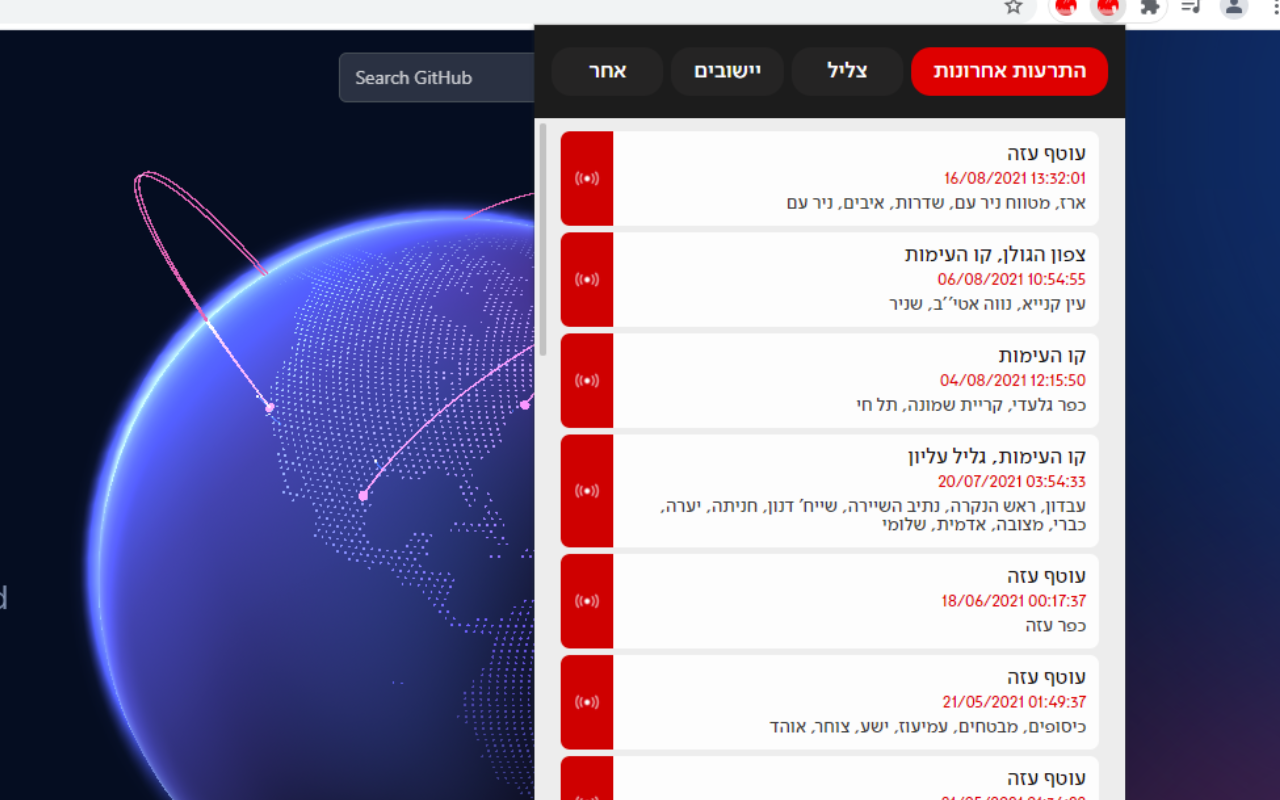 Search GitHub
התרעות אחרונות
צליל
יישובים
אחר
עוטף עזה
16/08/2021 13:32:01
ארז, מטווח ניר עם, שדרות, איבים, ניר עם
צפון הגולן, קו העימות
06/08/2021 10:54:55
עין קנייא, נווה אטי׳׳ב, שניר
קו העימות
04/08/2021 12:15:50
כפר גלעדי, קריית שמונה, תל חי
קו העימות, גליל עליון
20/07/2021 03:54:33
עבדון, ראש הנקרה, נתיב השיירה, שייח׳ דנון, חניתה, יערה,
כברי, מצובה, אדמית, שלומי
עוטף עזה
18/06/2021 00:17:37
כפר עזה
עוטף עזה
21/05/2021 01:49:37
כיסופים, מבטחים, עמיעוז, ישע, צוחר, אוהד
עוטף עזה
d